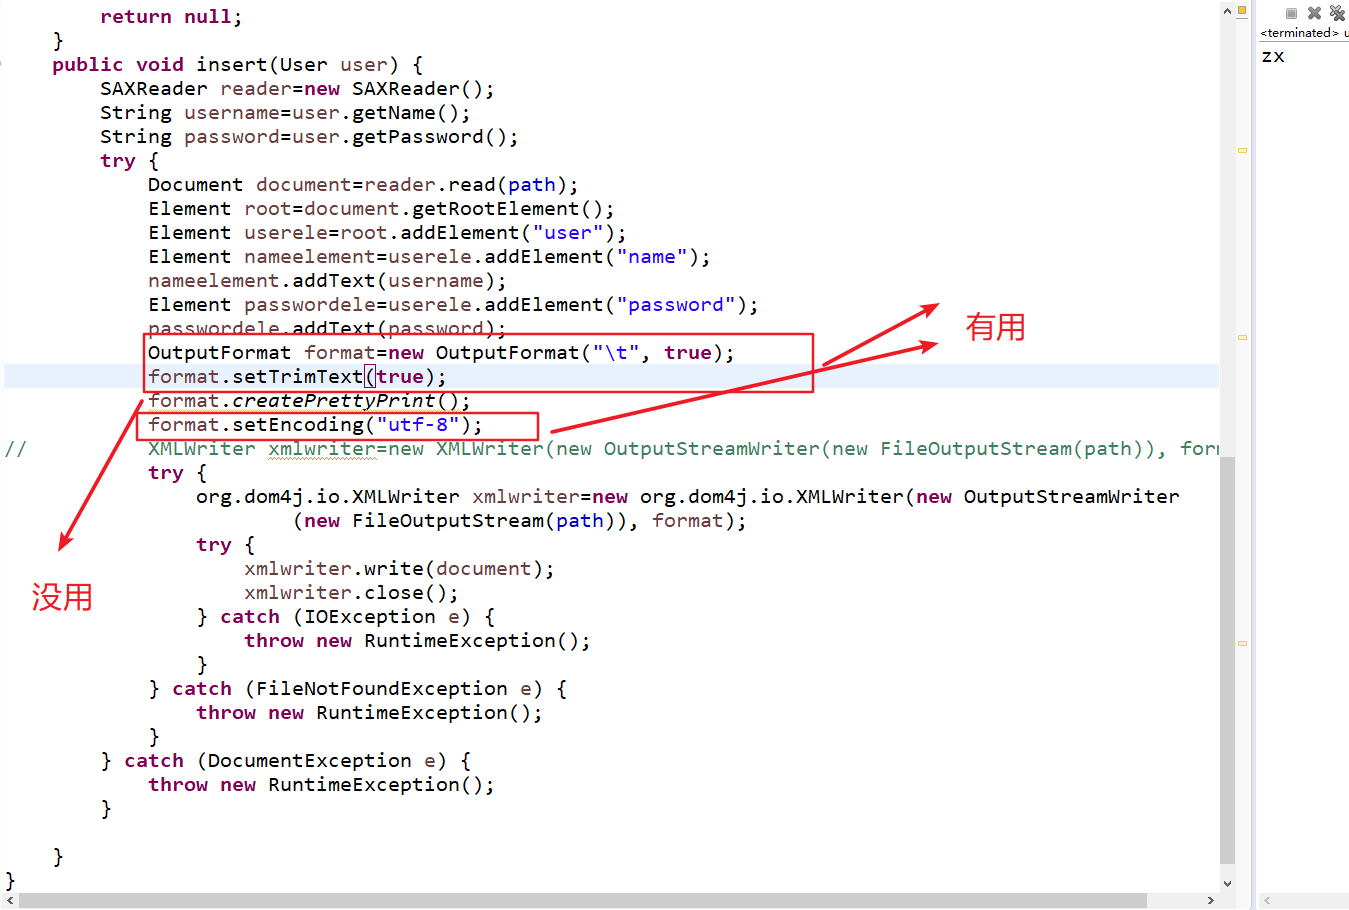 return null;
}
public void insert(User user) {
SAXReader reader=new SAXReader();
String username=user.getName();
String password=user.getPassword();
try {
Document document=reader.read(path);
Element root=document.getRootElement();
Element userele=root.addElement("user");
Element nameelement=userele.addElement("name");
nameelement.addText(username);
Element passwordele=userele.addElement("password");
passwordele.addText(password);
OutputFormat format=new OutputFormat("\t", true);
format.setTrimText(true);
format.createPrettyPrint();
format.setEncoding("utf-8");
// XMLWriter xmlwriter=new XMLWriter(new OutputStreamWriter(new FileOutputStream(path)), for
try {
org.dom4j.io.XMLWriter xmlwriter=new org.dom4j.io.XMLWriter(new OutputStreamWriter
(new FileOutputStream(path)), format);
try {
xmlwriter.write(document);
xmlwriter.close();
} catch (IOException e) {
throw new RuntimeException();
}
} catch (FileNotFoundException e) {
throw new RuntimeException();
}
} catch (DocumentException e) {
throw new RuntimeException();
}
}
}
有用
没用
<terminated> u
zx